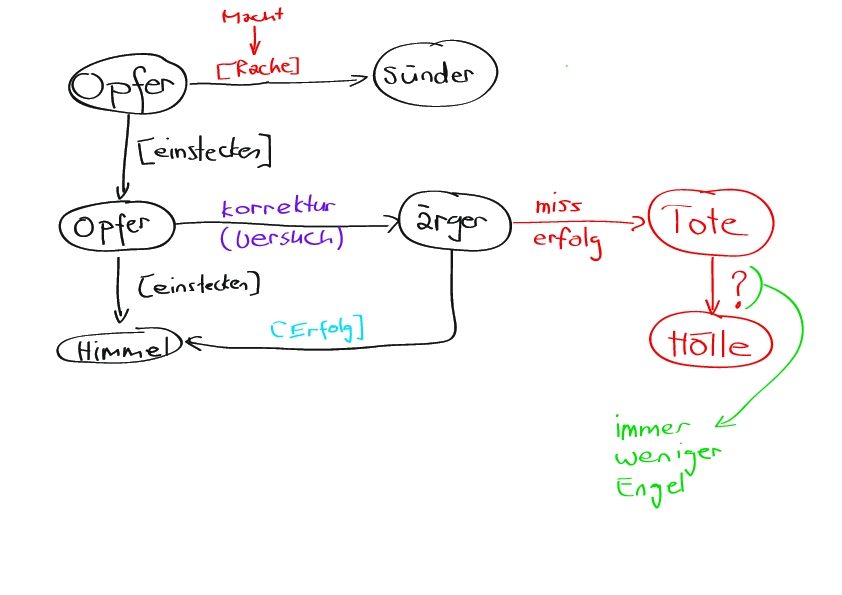 Macht
[Rache]
Opfer
Sünder
[einstecken]
Opfer
korrektur
(Versuch)
ärger
miss
erfolg
Tote
[einstecken]
?
[Erfolg]
Himmel
Hölle
immer
weniger
Engel